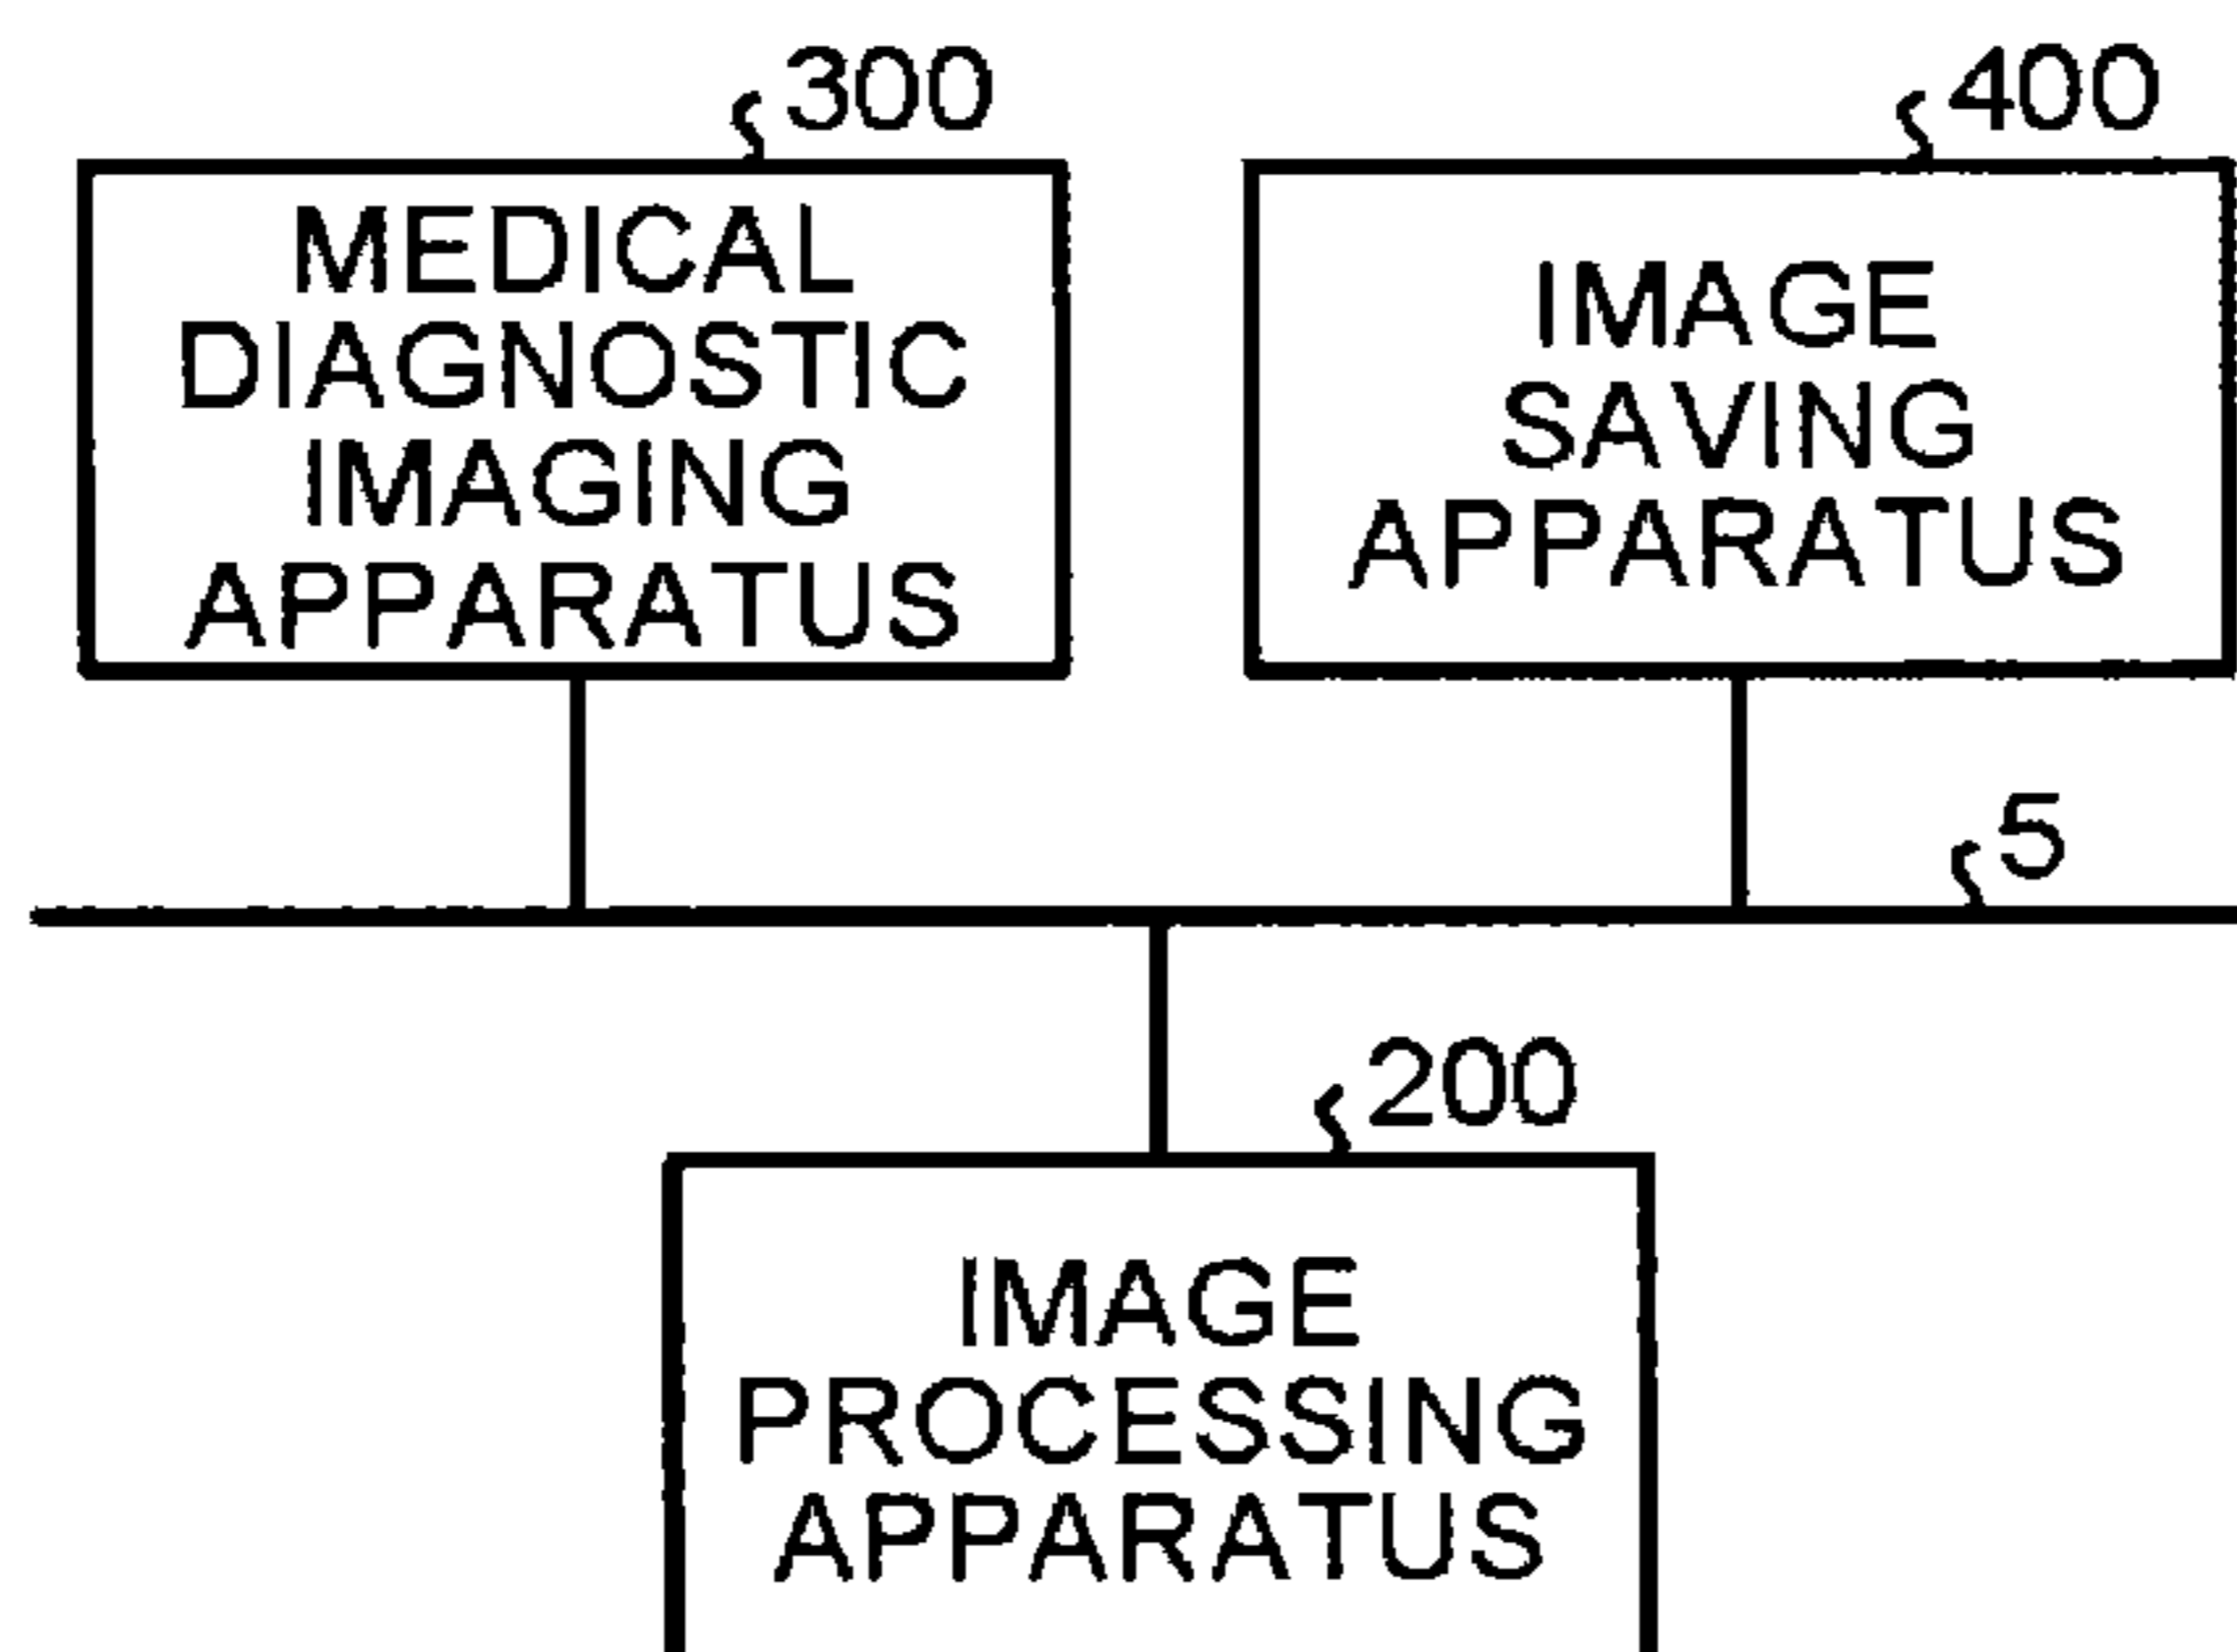 300
MEDICAL
DIAGNOSTIC
IMAGING
APPARATUS
400
IMAGE
SAVING
APPARATUS
5
200
IMAGE
PROCESSING
APPARATUS